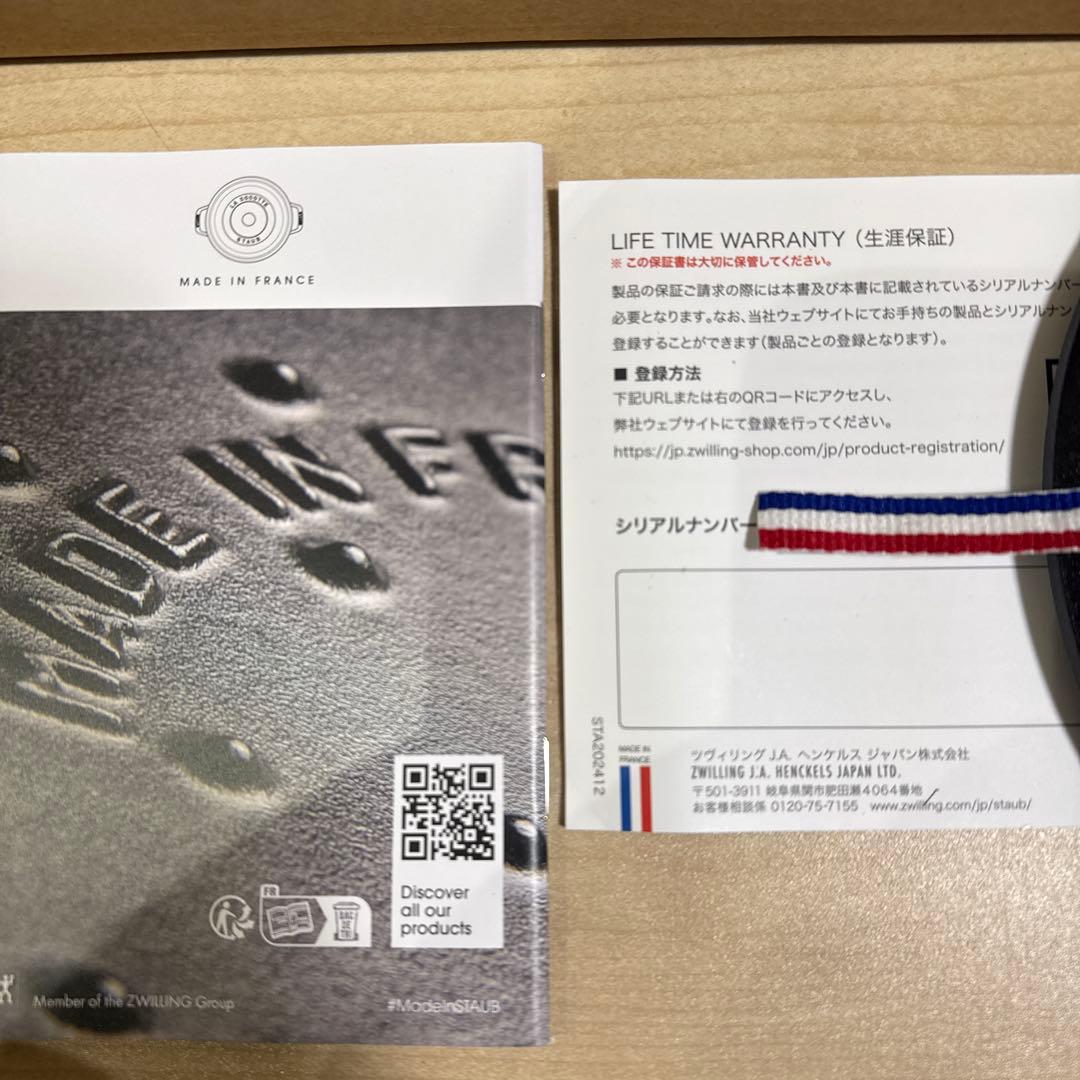 LA COCOTTE
STAUB
MADE IN FRANCE
MADE IN FR
FR
BAC
DE
TRI
Discover
all our
products
Member of the ZWILLING Group
#MadeinSTAUB
LIFE TIME WARRANTY（生涯保証）
※ この保証書は大切に保管してください。
製品の保証ご請求の際には本書及び本書に記載されているシリアルナンバー
必要となります。なお、当社ウェブサイトにてお手持ちの製品とシリアルナン
登録することができます（製品ごとの登録となります）。
■ 登録方法
下記URLまたは右のQRコードにアクセスし、
弊社ウェブサイトにて登録を行ってください。
https://jp.zwilling-shop.com/jp/product-registration/
シリアルナンバー
STA202412
MADE IN
FRANCE
ツヴィリング J.A. ヘンケルス ジャパン株式会社
ZWILLING J.A. HENCKELS JAPAN LTD.
〒501-3911 岐阜県関市肥田瀬4064番地
お客様相談係 0120-75-7155 www.zwilling.com/jp/staub/